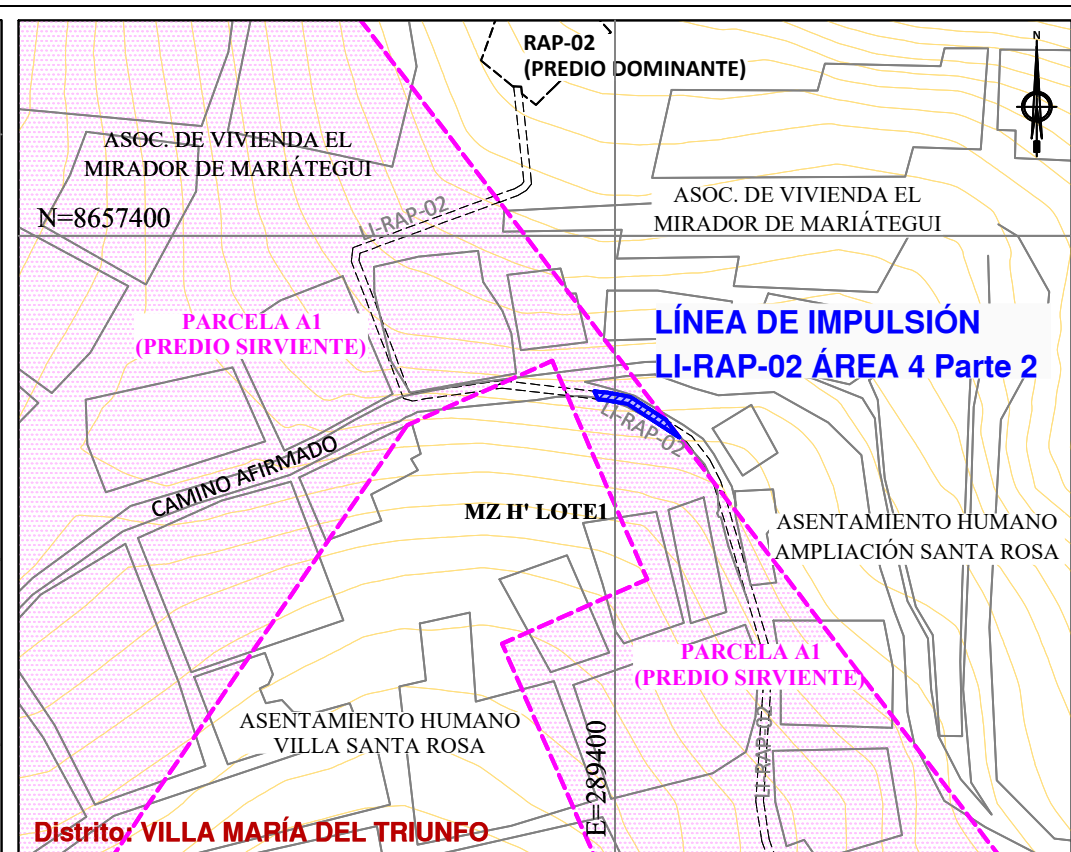 RAP-02
(PREDIO DOMINANTE)
N
ASOC. DE VIVIENDA EL
MIRADOR DE MARIÁTEGUI
ASOC. DE VIVIENDA EL
MIRADOR DE MARIÁTEGUI
N=8657400
LI-RAP-02
PARCELA A1
(PREDIO SIRVIENTE)
LÍNEA DE IMPULSIÓN
LI-RAP-02 ÁREA 4 Parte 2
LI-RAP-02
CAMINO AFIRMADO
MZ H' LOTE1
ASENTAMIENTO HUMANO
AMPLIACIÓN SANTA ROSA
PARCELA A1
(PREDIO SIRVIENTE)
ASENTAMIENTO HUMANO
VILLA SANTA ROSA
E=289400
LI-RAP-02
Distrito: VILLA MARÍA DEL TRIUNFO